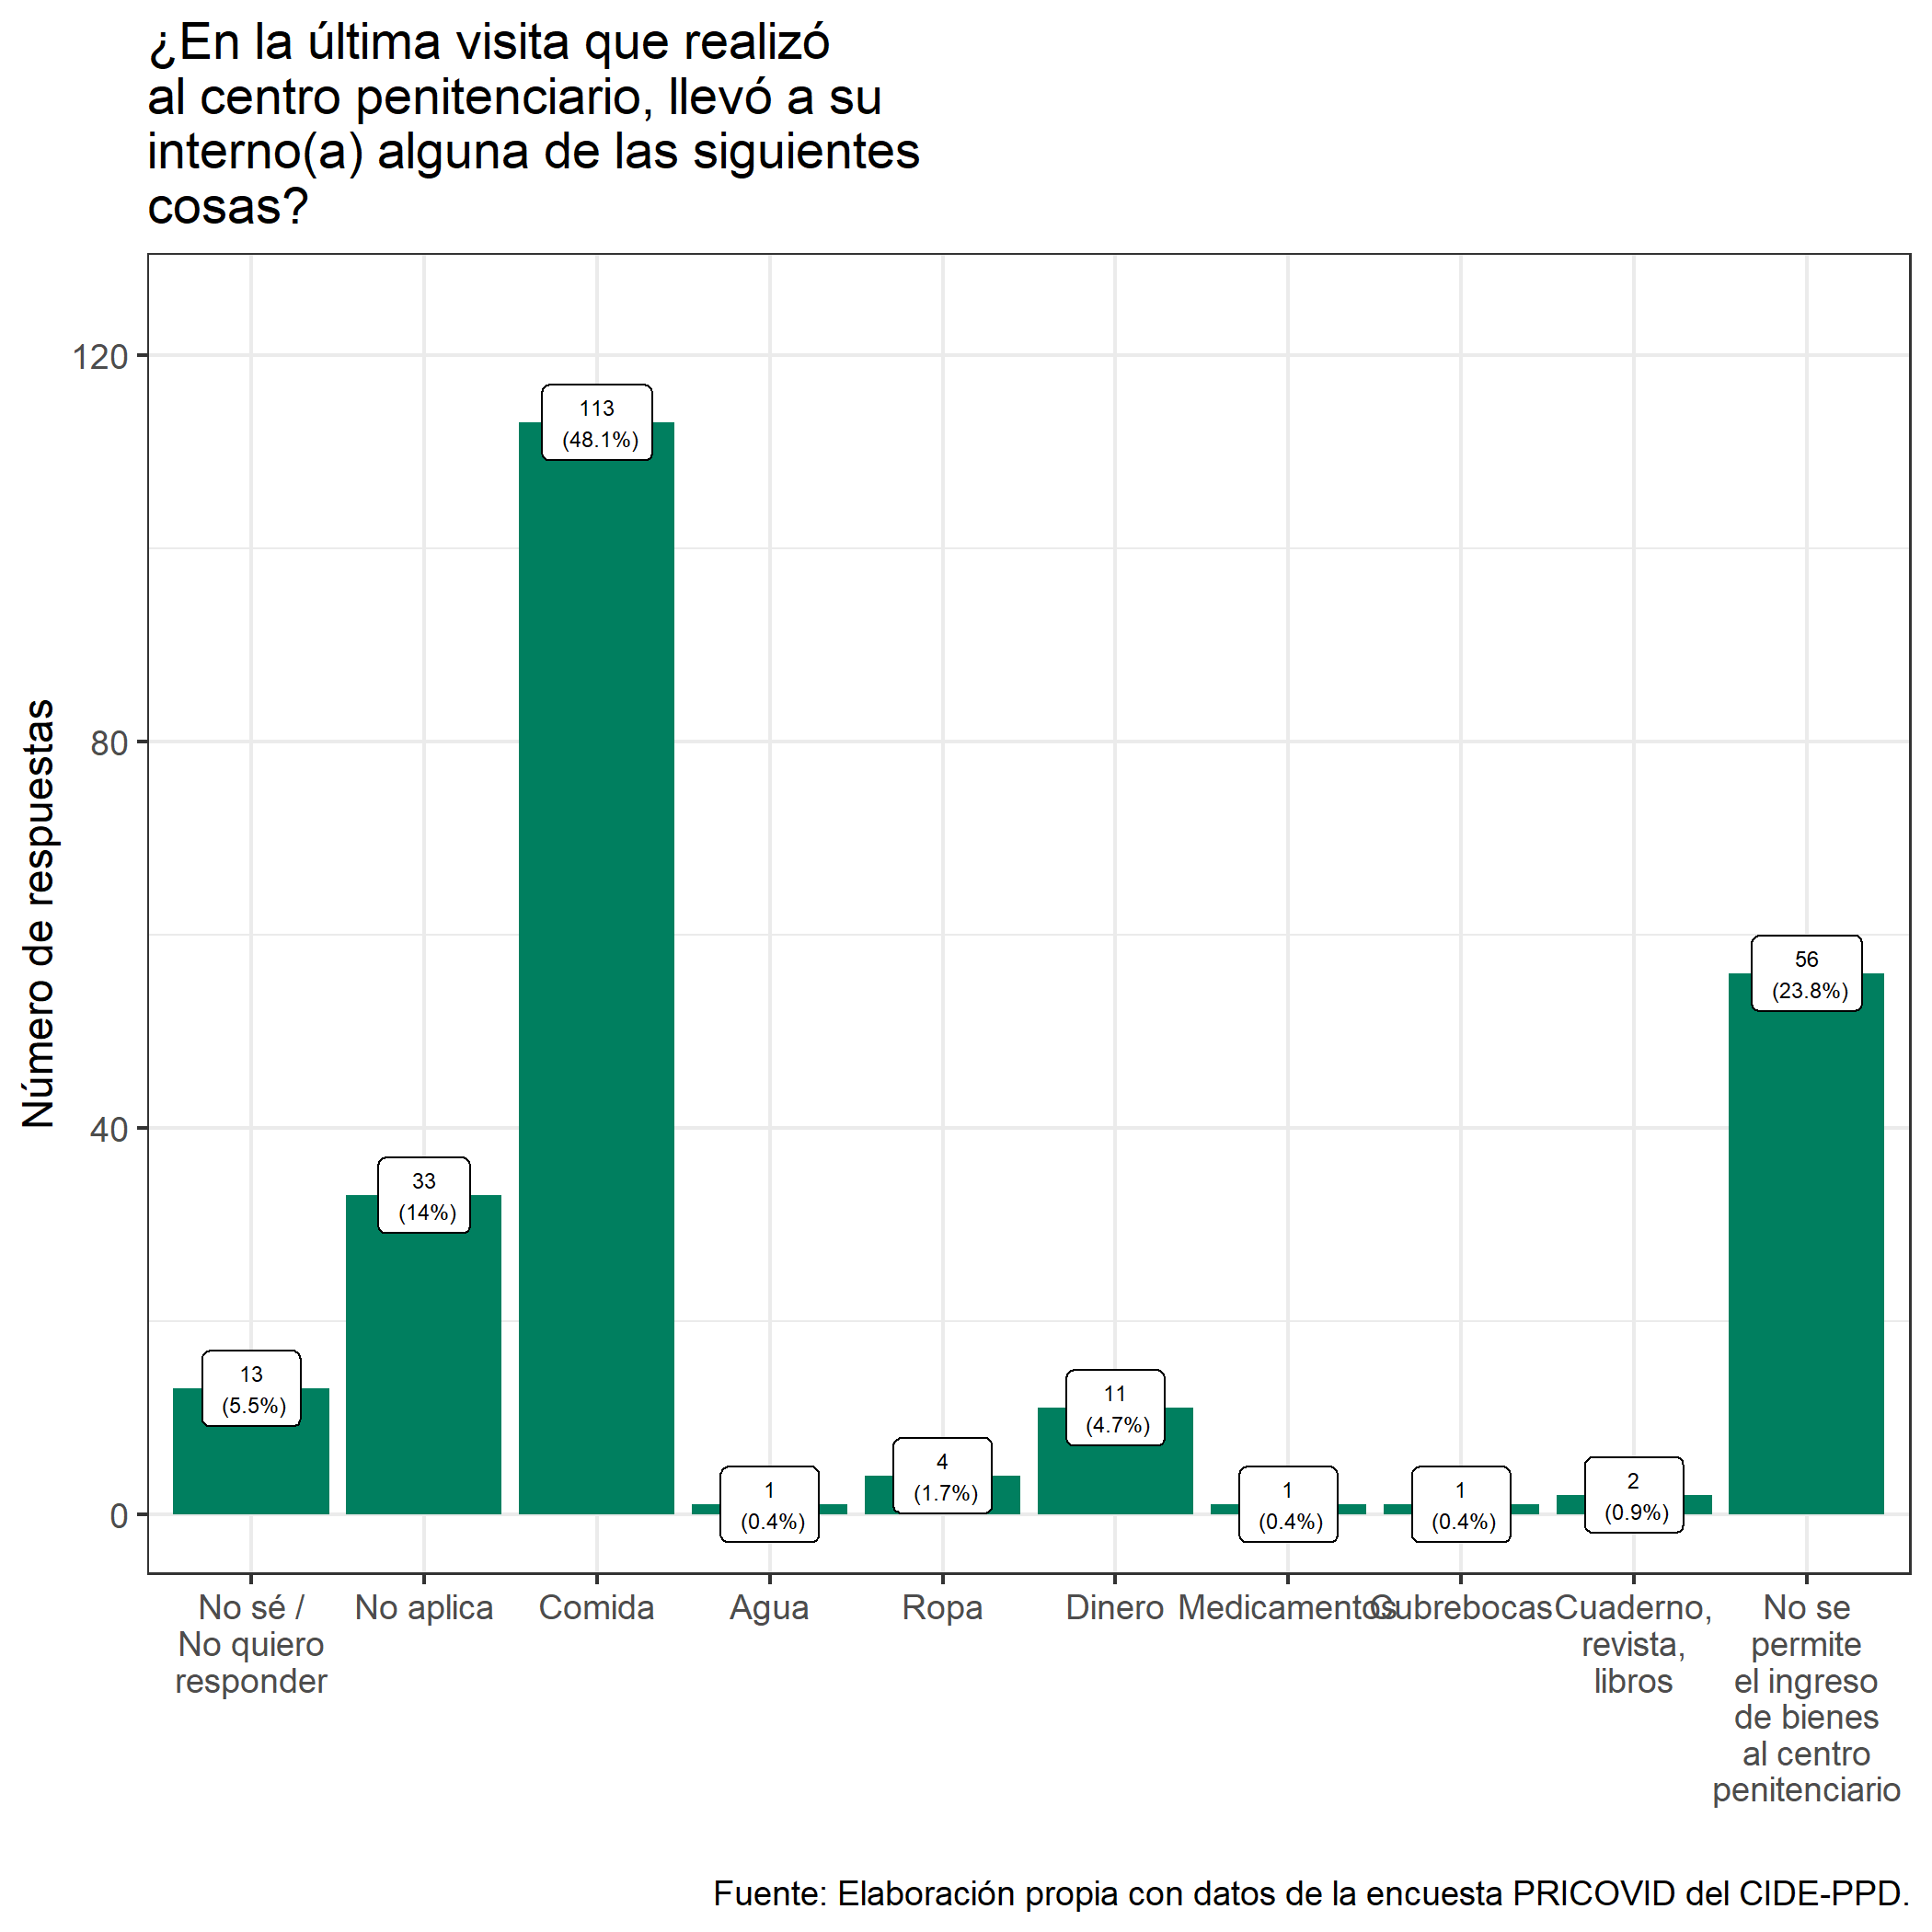 ¿En la última visita que realizó
al centro penitenciario, llevó a su
interno(a) alguna de las siguientes
cosas?
Número de respuestas
120
80
40
0
13
(5.5%)
33
(14%)
113
(48.1%)
1
(0.4%)
4
(1.7%)
11
(4.7%)
1
(0.4%)
1
(0.4%)
2
(0.9%)
56
(23.8%)
No sé /
No quiero
responder
No aplica
Comida
Agua
Ropa
Dinero
Medicamentos
Cubrebocas
Cuaderno,
revista,
libros
No se
permite
el ingreso
de bienes
al centro
penitenciario
Fuente: Elaboración propia con datos de la encuesta PRICOVID del CIDE-PPD.